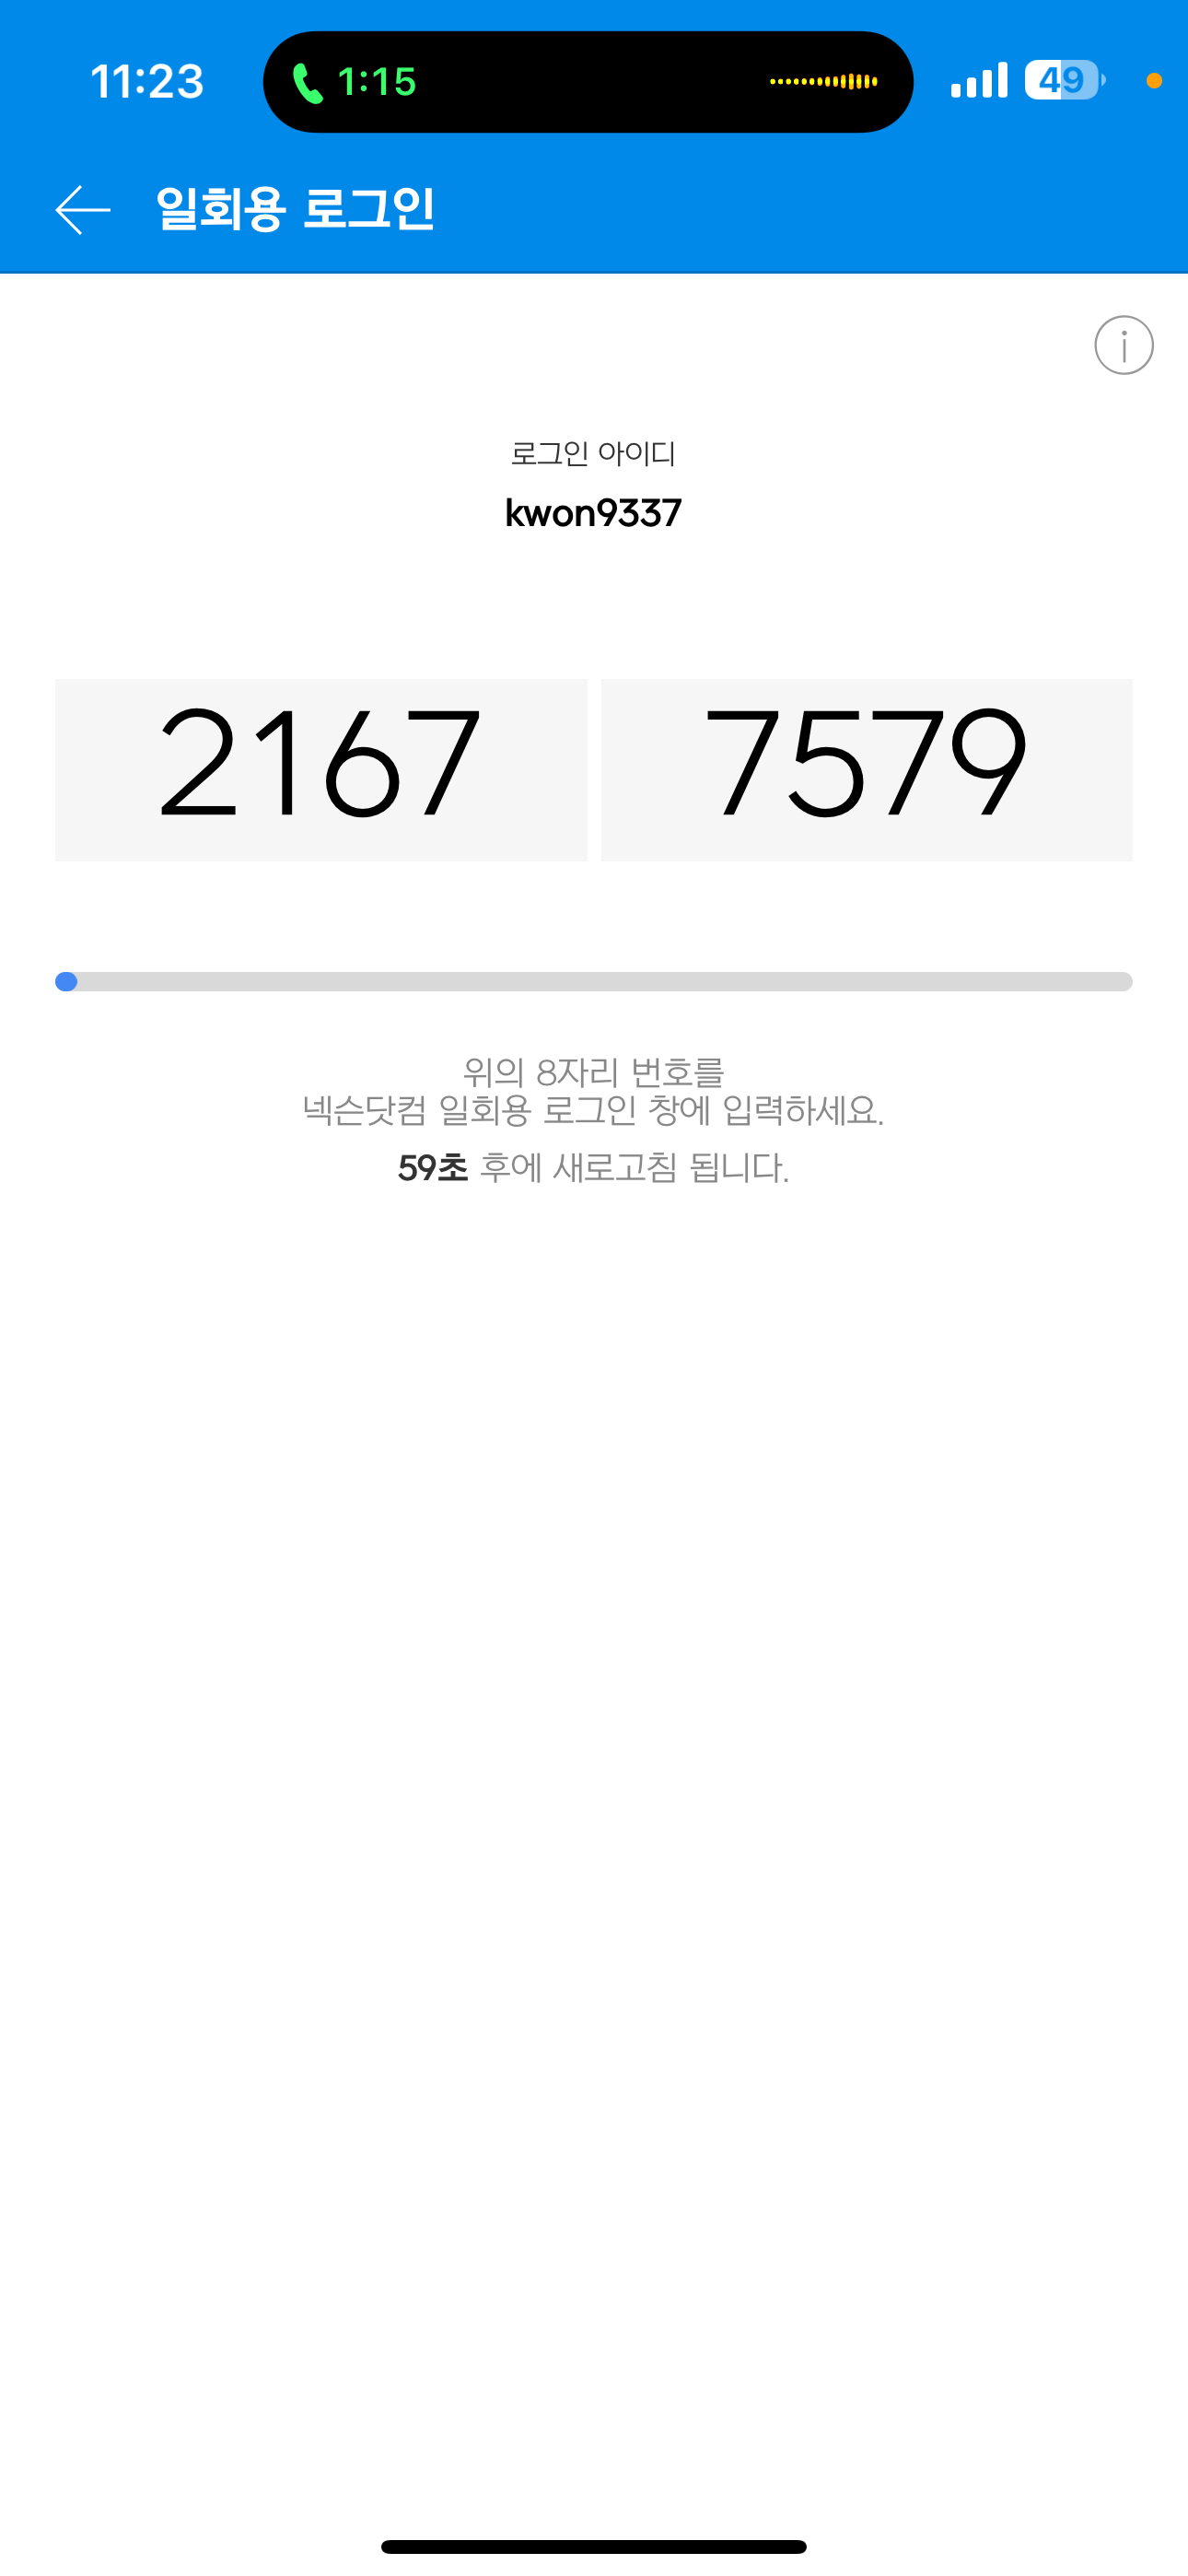 11:23
1:15
49
일회용 로그인
로그인 아이디
kwon9337
2167 7579
위의 8자리 번호를
넥슨닷컴 일회용 로그인 창에 입력하세요.
59초 후에 새로고침 됩니다.